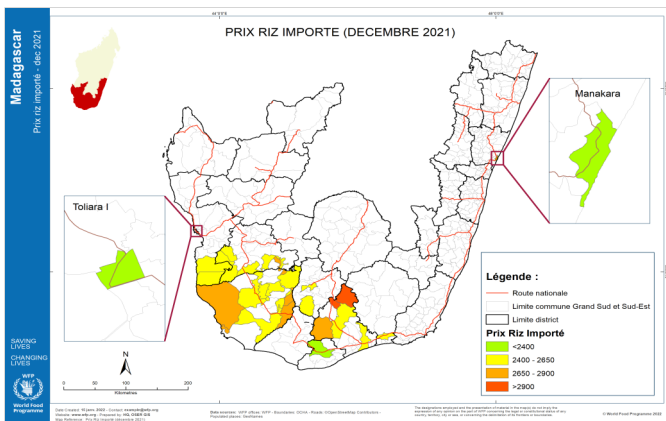 Madagascar
Prix riz importé - dec 2021
PRIX RIZ IMPORTE (DECEMBRE 2021)
Manakara
Toliara I
Légende :
Route nationale
Limite commune Grand Sud et Sud-Est
Limite district
Prix Riz Importé
<2400
2400 - 2650
2650 - 2900
>2900
SAVING
LIVES
CHANGING
LIVES
WFP
World Food
Programme
N
0
50
100
200
Kilometres
© World Food Programme 2022